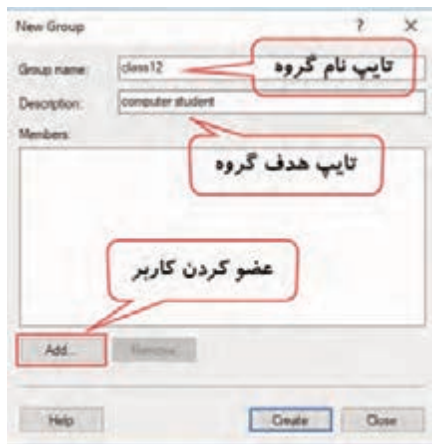 New Group ? ×
Group name: class12
تایپ نام گروه
Description: computer student
Members:
تایپ هدف گروه
عضو کردن کاربر
Add... Remove
Help Create Close